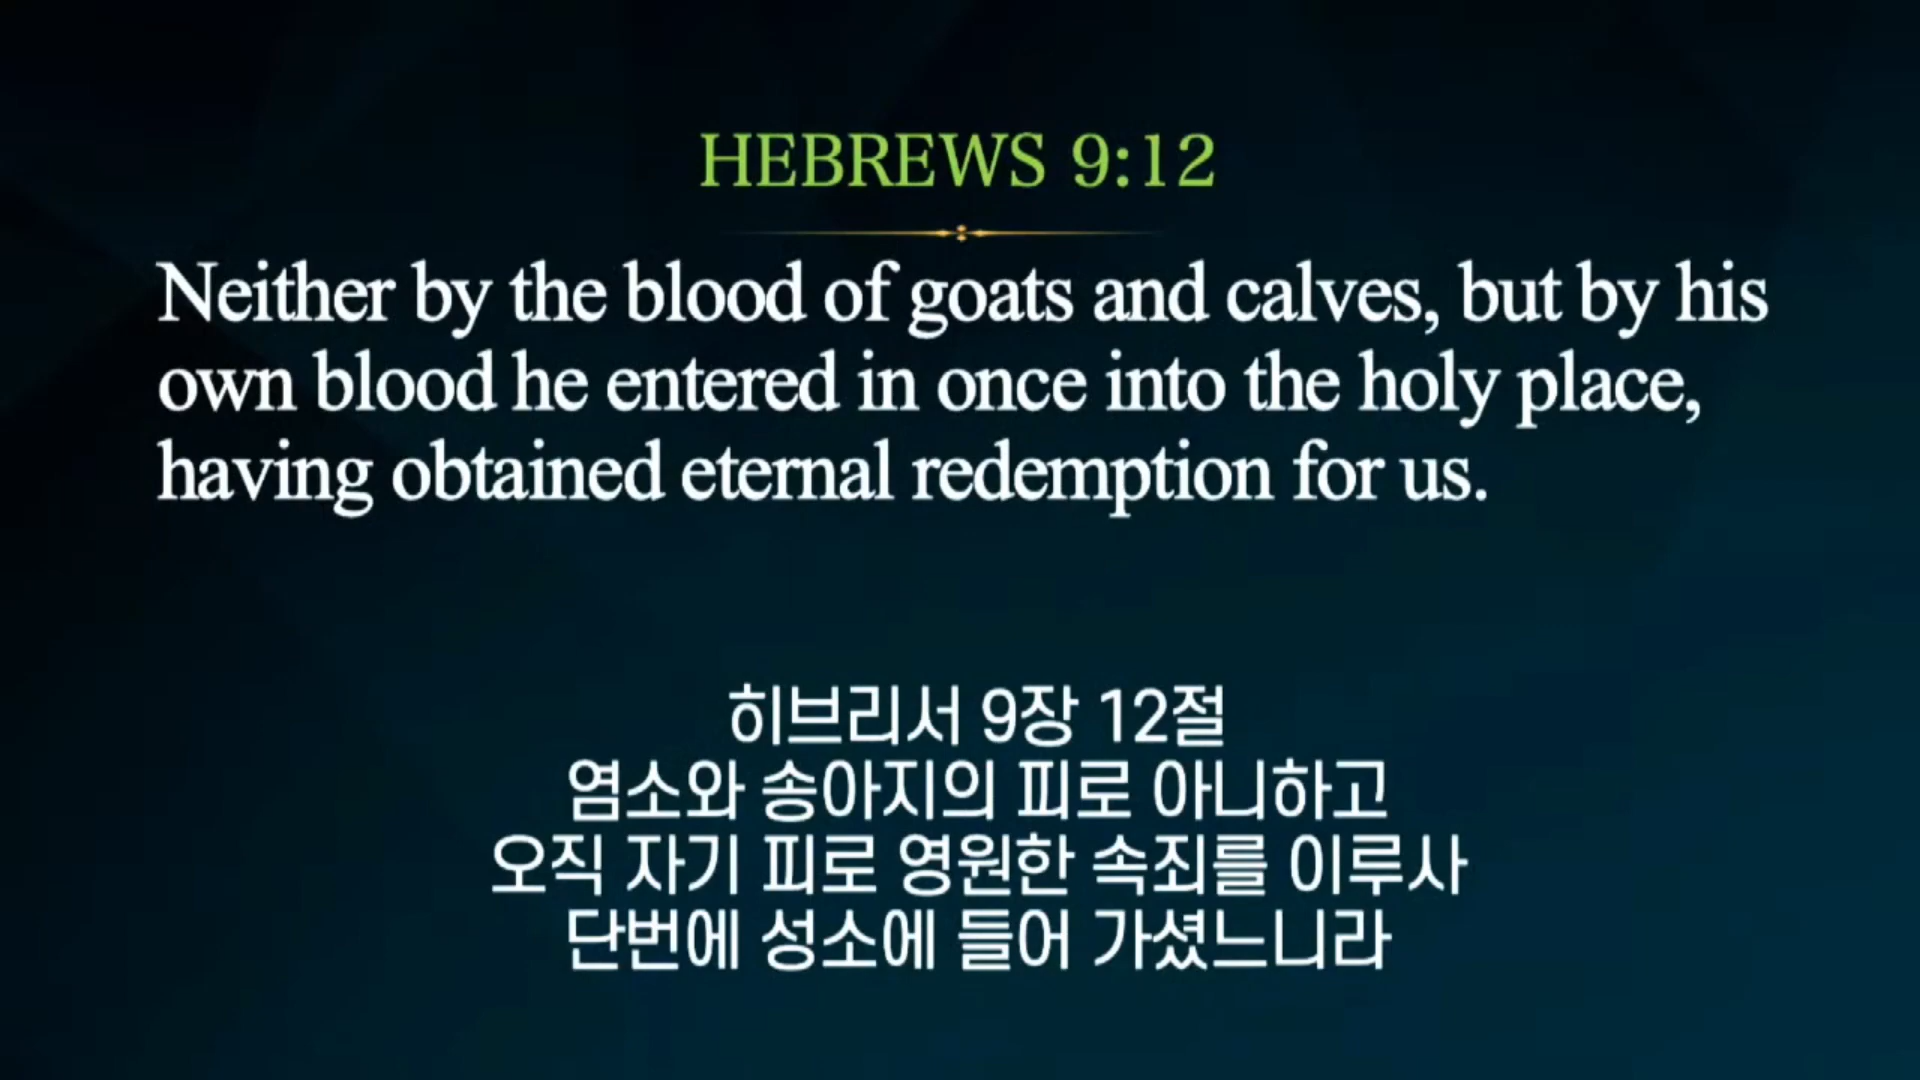 HEBREWS 9:12
Neither by the blood of goats and calves, but by his
own blood he entered in once into the holy place,
having obtained eternal redemption for us.
히브리서 9장 12절
염소와 송아지의 피로 아니하고
오직 자기 피로 영원한 속죄를 이루사
단번에 성소에 들어 가셨느니라